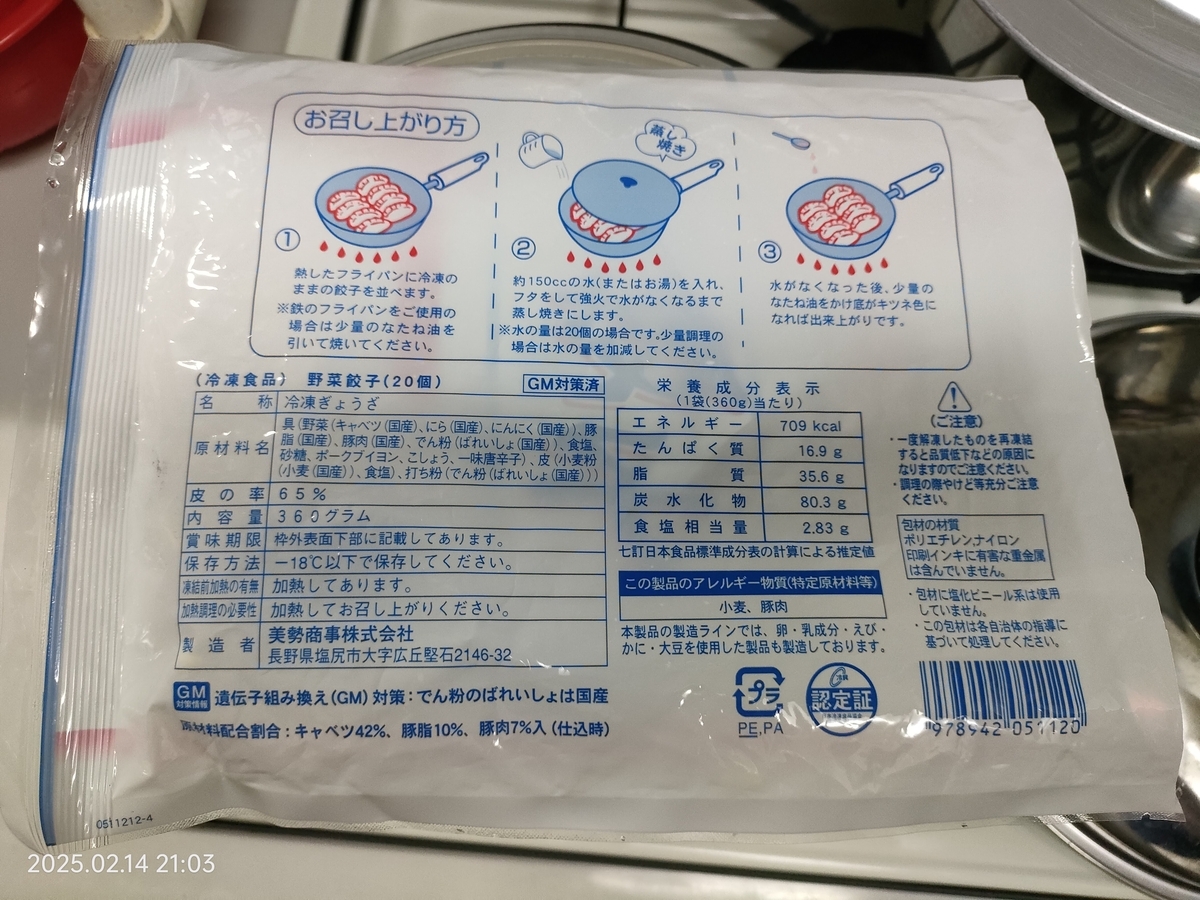 お召し上がり方
①
熱したフライパンに冷凍の
ままの餃子を並べます。
※鉄のフライパンをご使用の
場合は少量のなたね油を
引いて焼いてください。
蒸し
焼き
②
約150ccの水(またはお湯)を入れ、
フタをして強火で水がなくなるまで
蒸し焼きにします。
※水の量は20個の場合です。少量調理の
場合は水の量を加減してください。
③
水がなくなった後、少量の
なたね油をかけ底がキツネ色に
なれば出来上がりです。
(冷凍食品) 野菜餃子(20個) GM対策済
名称 冷凍ぎょうざ
原材料名 具(野菜(キャベツ(国産)、にら(国産)、にんにく(国産))、豚
脂(国産)、豚肉(国産)、でん粉(ばれいしょ(国産))、食塩、
砂糖、ポークブイヨン、こしょう、一味唐辛子)、皮(小麦粉
(小麦(国産))、食塩)、打ち粉(でん粉(ばれいしょ(国産)))
皮の率 65%
内容量 360グラム
賞味期限 枠外表面下部に記載してあります。
保存方法 −18℃以下で保存してください。
凍結前加熱の有無 加熱してあります。
加熱調理の必要性 加熱してお召し上がりください。
製造者 美勢商事株式会社
長野県塩尻市大字広丘堅石2146-32
GM対策情報 遺伝子組み換え(GM)対策：でん粉のばれいしょは国産
原材料配合割合：キャベツ42%、豚脂10%、豚肉7%入(仕込時)
栄養成分表示
(1袋(360g)当たり)
エネルギー 709 kcal
たんぱく質 16.9 g
脂質 35.6 g
炭水化物 80.3 g
食塩相当量 2.83 g
七訂日本食品標準成分表の計算による推定値
この製品のアレルギー物質(特定原材料等)
小麦、豚肉
本製品の製造ラインでは、卵・乳成分・えび・
かに・大豆を使用した製品も製造しております。
プラ
PE,PA
認定証
(ご注意)
・一度解凍したものを再凍結
すると品質低下などの原因に
なりますのでご注意ください。
・調理の際やけど等充分ご注意
ください。
包材の材質
ポリエチレン,ナイロン
印刷インキに有害な重金属
は含んでいません。
・包材に塩化ビニール系は使用
していません。
・この包材は各自治体の指導に
基づいて処理してください。
978942 051120
0511212-4
2025.02.14 21:03